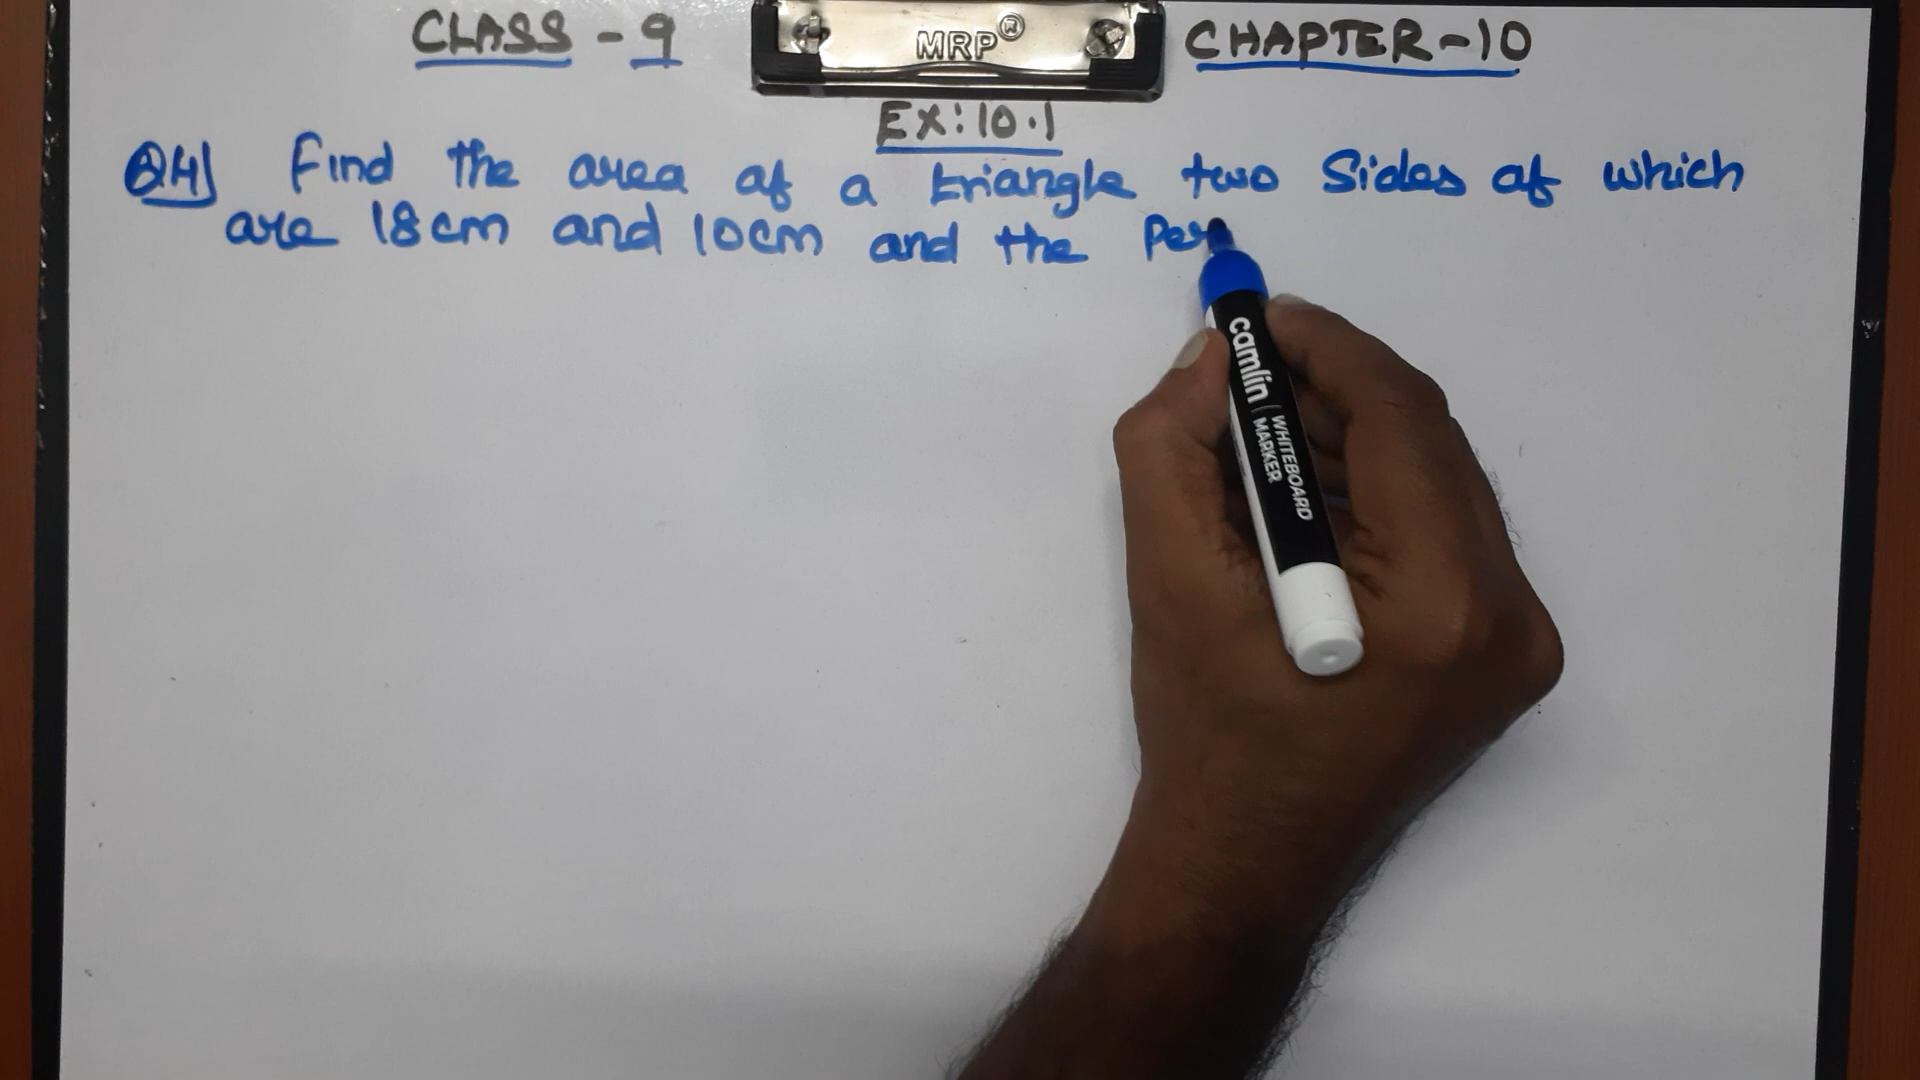 CLASS - 9
MRP®
CHAPTER-10
EX: 10.1
Q4) Find the area of a triangle two Sides of which
are 18cm and 10cm and the Per
camlin
WHITEBOARD
MARKER